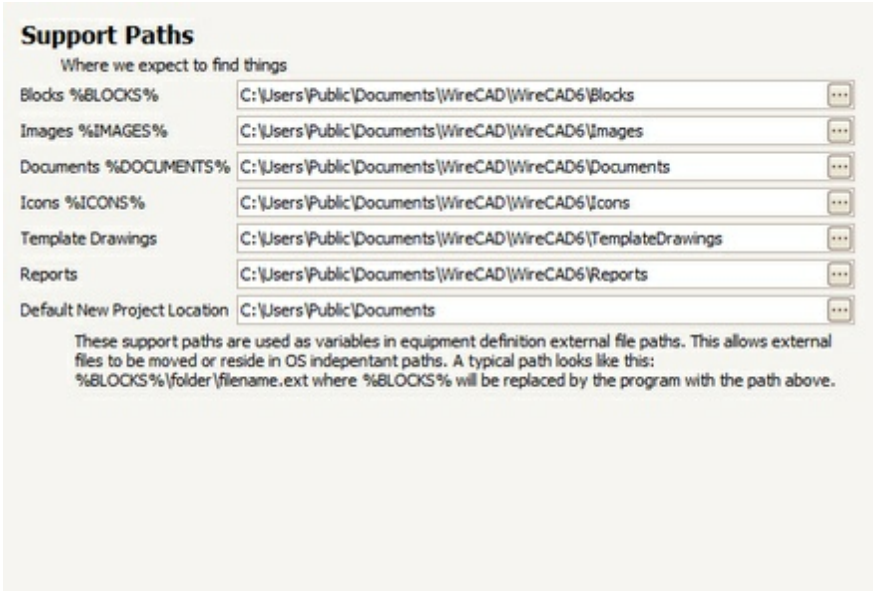 Support Paths
Where we expect to find things
Blocks %BLOCKS% C:\Users\Public\Documents\WireCAD\WireCAD6\Blocks ...
Images %IMAGES% C:\Users\Public\Documents\WireCAD\WireCAD6\Images ...
Documents %DOCUMENTS% C:\Users\Public\Documents\WireCAD\WireCAD6\Documents ...
Icons %ICONS% C:\Users\Public\Documents\WireCAD\WireCAD6\Icons ...
Template Drawings C:\Users\Public\Documents\WireCAD\WireCAD6\TemplateDrawings ...
Reports C:\Users\Public\Documents\WireCAD\WireCAD6\Reports ...
Default New Project Location C:\Users\Public\Documents ...
These support paths are used as variables in equipment definition external file paths. This allows external
files to be moved or reside in OS indepentant paths. A typical path looks like this:
%BLOCKS%\folder\filename.ext where %BLOCKS% will be replaced by the program with the path above.